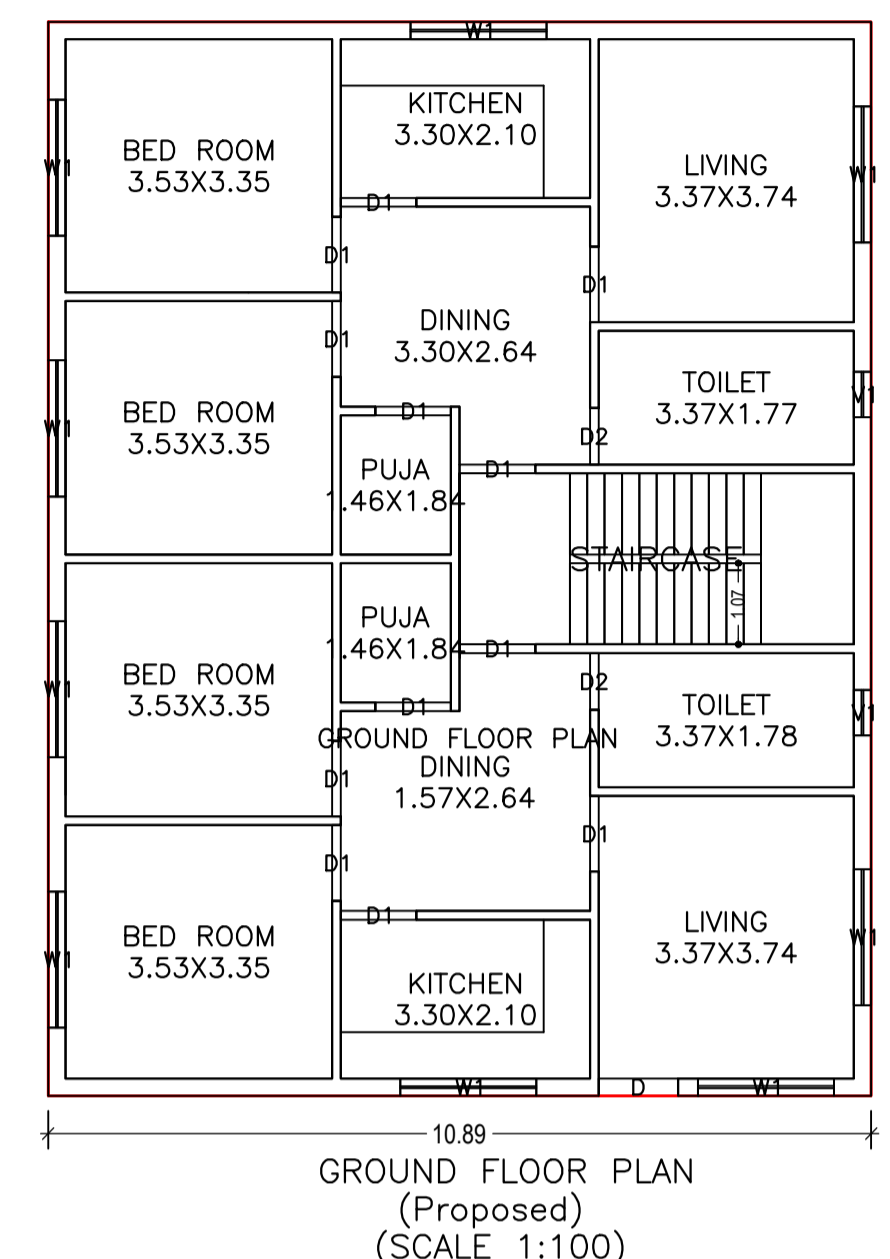 W1
KITCHEN
3.30X2.10
BED ROOM
3.53X3.35
LIVING
3.37X3.74
W1
W1
D1
D1
D1
DINING
3.30X2.64
D1
TOILET
3.37X1.77
V1
BED ROOM
3.53X3.35
W1
D1
D2
D1
PUJA
1.46X1.84
STAIRCASE
1.07
PUJA
1.46X1.84
D1
BED ROOM
3.53X3.35
W1
D2
TOILET
3.37X1.78
V1
D1
GROUND FLOOR PLAN
DINING
1.57X2.64
D1
D1
D1
D1
BED ROOM
3.53X3.35
W1
LIVING
3.37X3.74
W1
KITCHEN
3.30X2.10
W1
D
W1
10.89
GROUND FLOOR PLAN
(Proposed)
(SCALE 1:100)